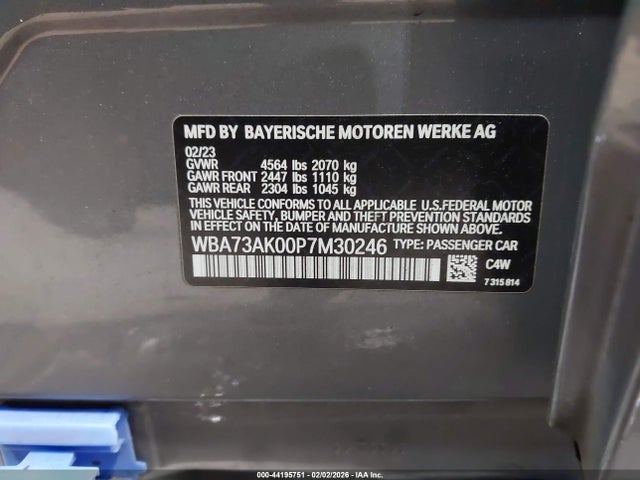 MFD BY BAYERISCHE MOTOREN WERKE AG
02/23
GVWR 4564 lbs 2070 kg
GAWR FRONT 2447 lbs 1110 kg
GAWR REAR 2304 lbs 1045 kg
THIS VEHICLE CONFORMS TO ALL APPLICABLE U.S.FEDERAL MOTOR
VEHICLE SAFETY, BUMPER AND THEFT PREVENTION STANDARDS
IN EFFECT ON THE DATE OF MANUFACTURE SHOWN ABOVE.
WBA73AK00P7M30246 TYPE: PASSENGER CAR
C4W
7 315 814
000-44195751 - 02/02/2026 - IAA Inc.